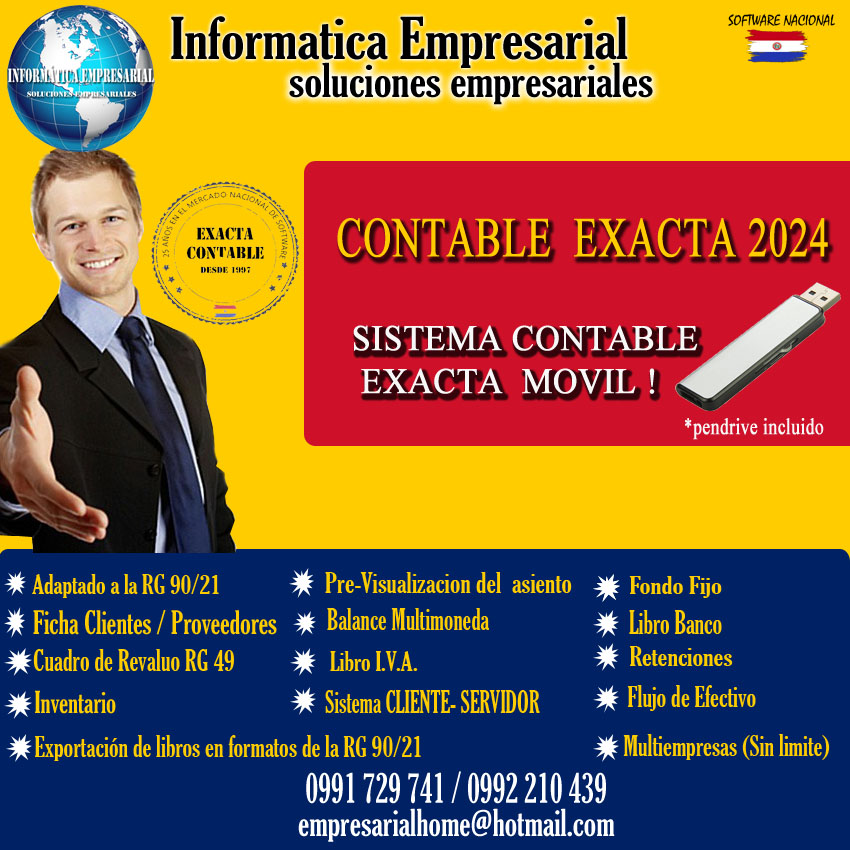 INFORMATICA EMPRESARIAL
SOLUCIONES EMPRESARIALES
Informatica Empresarial
soluciones empresariales
SOFTWARE NACIONAL
25 AÑOS EN EL MERCADO NACIONAL DE SOFTWARE
EXACTA
CONTABLE
DESDE 1997
CONTABLE EXACTA 2024
SISTEMA CONTABLE
EXACTA MOVIL !
*pendrive incluido
Adaptado a la RG 90/21
Ficha Clientes / Proveedores
Cuadro de Revaluo RG 49
Inventario
Exportación de libros en formatos de la RG 90/21
Pre-Visualizacion del asiento
Balance Multimoneda
Libro I.V.A.
Sistema CLIENTE- SERVIDOR
Fondo Fijo
Libro Banco
Retenciones
Flujo de Efectivo
Multiempresas (Sin limite)
0991 729 741 / 0992 210 439
empresarialhome@hotmail.com